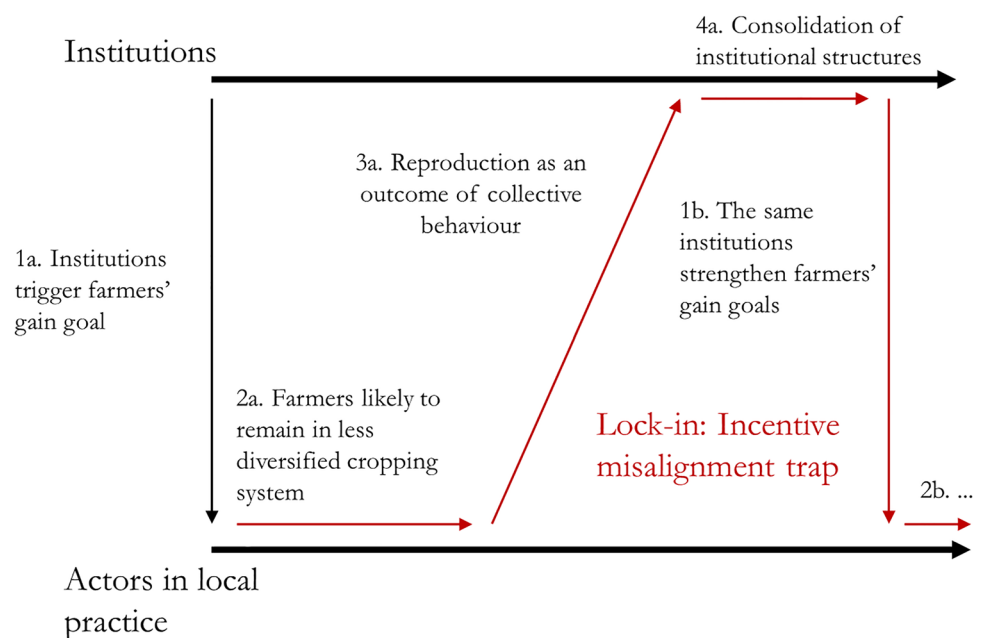 Institutions
4a. Consolidation of
institutional structures
3a. Reproduction as an
outcome of collective
behaviour
1b. The same
institutions
strengthen farmers’
gain goals
1a. Institutions
trigger farmers’
gain goal
2a. Farmers likely to
remain in less
diversified cropping
system
Lock-in: Incentive
misalignment trap
2b. ...
Actors in local
practice